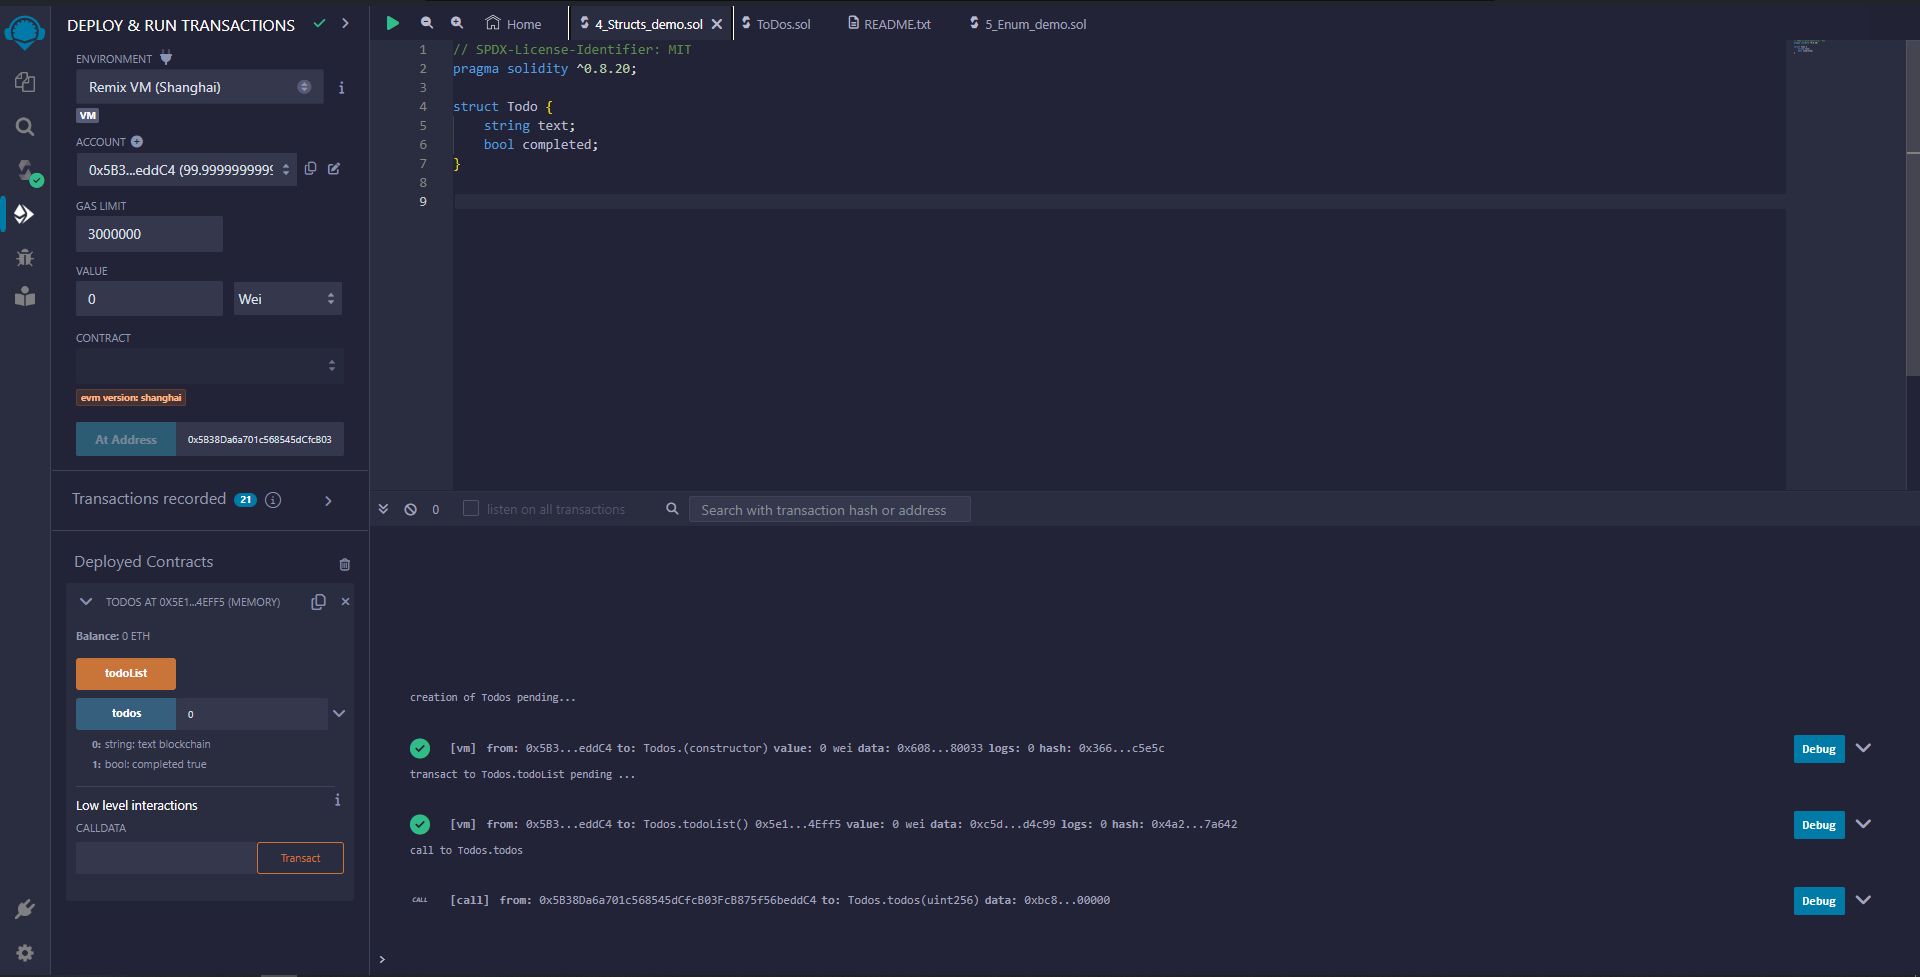 DEPLOY & RUN TRANSACTIONS
ENVIRONMENT
Remix VM (Shanghai)
VM
ACCOUNT
0x5B3...eddC4 (99.9999999999
GAS LIMIT
3000000
VALUE
0
Wei
CONTRACT
evm version: shanghai
At Address
0x5B38Da6a701c568545dCfcB03
Transactions recorded 21
Deployed Contracts
TODOS AT 0X5E1...4EFF5 (MEMORY)
Balance: 0 ETH
todoList
todos
0
0: string: text blockchain
1: bool: completed true
Low level interactions
CALLDATA
Transact
Home
4_Structs_demo.sol
ToDos.sol
README.txt
5_Enum_demo.sol
1 // SPDX-License-Identifier: MIT
2 pragma solidity ^0.8.20;
3
4 struct Todo {
5 string text;
6 bool completed;
7 }
8
9
0
listen on all transactions
Search with transaction hash or address
creation of Todos pending...
[vm] from: 0x5B3...eddC4 to: Todos.(constructor) value: 0 wei data: 0x608...80033 logs: 0 hash: 0x366...c5e5c
Debug
transact to Todos.todoList pending ...
[vm] from: 0x5B3...eddC4 to: Todos.todoList() 0x5e1...4Eff5 value: 0 wei data: 0xc5d...d4c99 logs: 0 hash: 0x4a2...7a642
Debug
call to Todos.todos
CALL [call] from: 0x5B38Da6a701c568545dCfcB03FcB875f56beddC4 to: Todos.todos(uint256) data: 0xbc8...00000
Debug
>